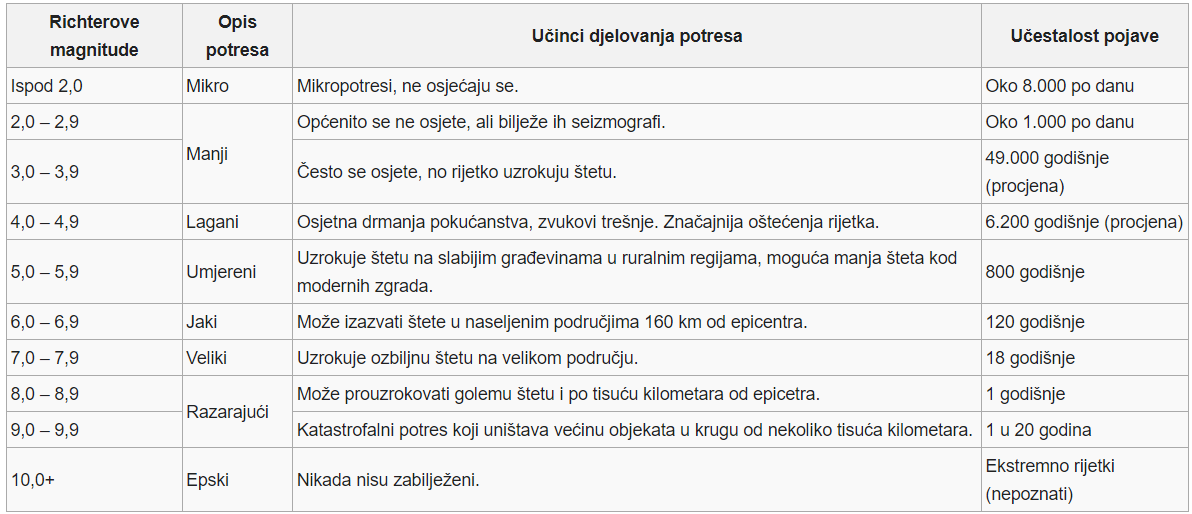 Richterove magnitude	Opis potresa	Učinci djelovanja potresa	Učestalost pojave
Ispod 2,0	Mikro	Mikropotresi, ne osjećaju se.	Oko 8.000 po danu
2,0 – 2,9	Manji	Općenito se ne osjete, ali bilježe ih seizmografi.	Oko 1.000 po danu
3,0 – 3,9	Često se osjete, no rijetko uzrokuju štetu.	49.000 godišnje (procjena)
4,0 – 4,9	Lagani	Osjetna drmanja pokućanstva, zvukovi trešnje. Značajnija oštećenja rijetka.	6.200 godišnje (procjena)
5,0 – 5,9	Umjereni	Uzrokuje štetu na slabijim građevinama u ruralnim regijama, moguća manja šteta kod modernih zgrada.	800 godišnje
6,0 – 6,9	Jaki	Može izazvati štete u naseljenim područjima 160 km od epicentra.	120 godišnje
7,0 – 7,9	Veliki	Uzrokuje ozbiljnu štetu na velikom području.	18 godišnje
8,0 – 8,9	Razarajući	Može prouzrokovati golemu štetu i po tisuću kilometara od epicetra.	1 godišnje
9,0 – 9,9	Katastrofalni potres koji uništava većinu objekata u krugu od nekoliko tisuća kilometara.	1 u 20 godina
10,0+	Epski	Nikada nisu zabilježeni.	Ekstremno rijetki (nepoznati)